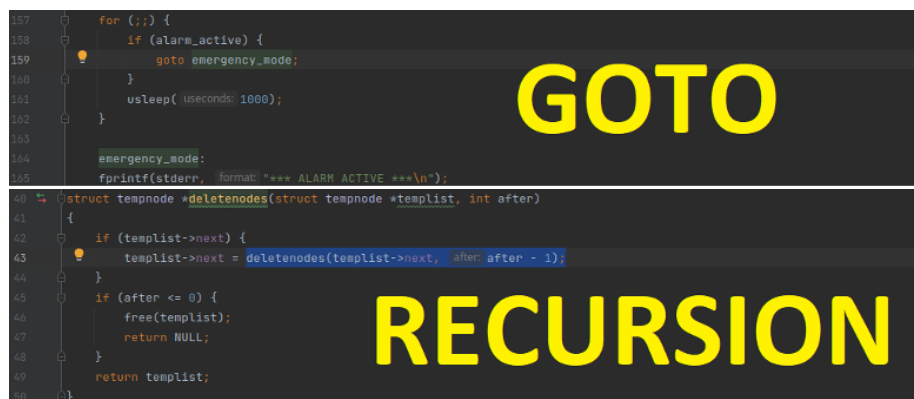 157 for (;;) {
158 if (alarm_active) {
159 goto emergency_mode;
160 }
161 usleep( useconds: 1000);
162 }
163
164 emergency_mode:
165 fprintf(stderr, format: "*** ALARM ACTIVE ***\n");
GOTO
40 struct tempnode *deletenodes(struct tempnode *templist, int after)
41 {
42 if (templist->next) {
43 templist->next = deletenodes(templist->next, after: after - 1);
44 }
45 if (after <= 0) {
46 free(templist);
47 return NULL;
48 }
49 return templist;
50 }
RECURSION